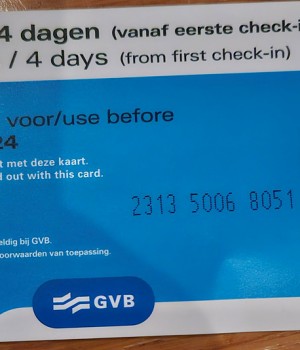 4 dagen (vanaf eerste check-i
/ 4 days (from first check-in)
voor/use before
24
t met deze kaart.
d out with this card.
2313 5006 8051
eldig bij GVB.
oorwaarden van toepassing.
GVB